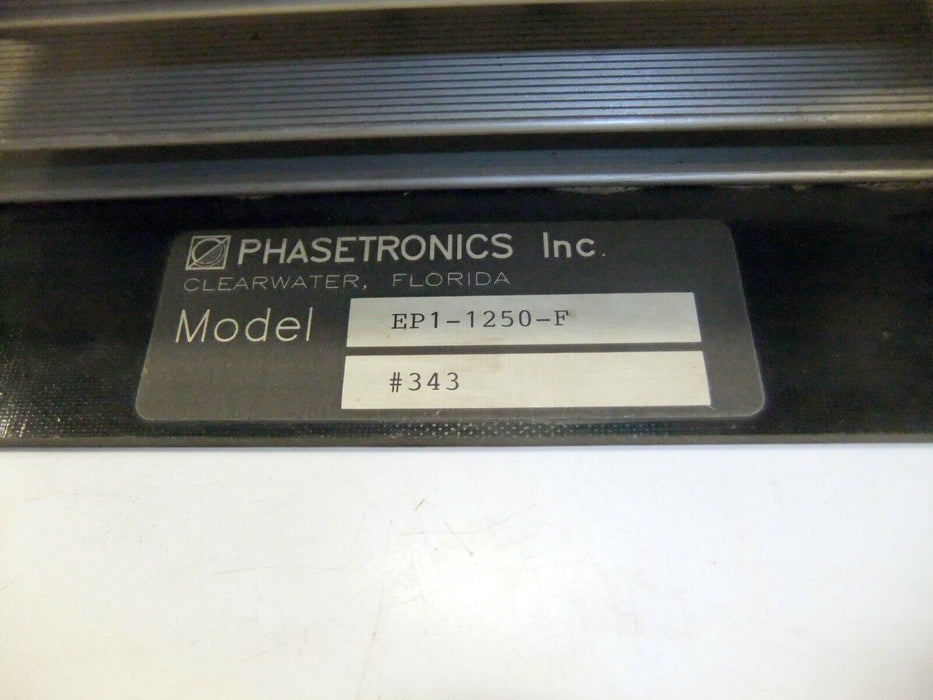 PHASETRONICS Inc.
CLEARWATER, FLORIDA
Model EP1-1250-F
#343